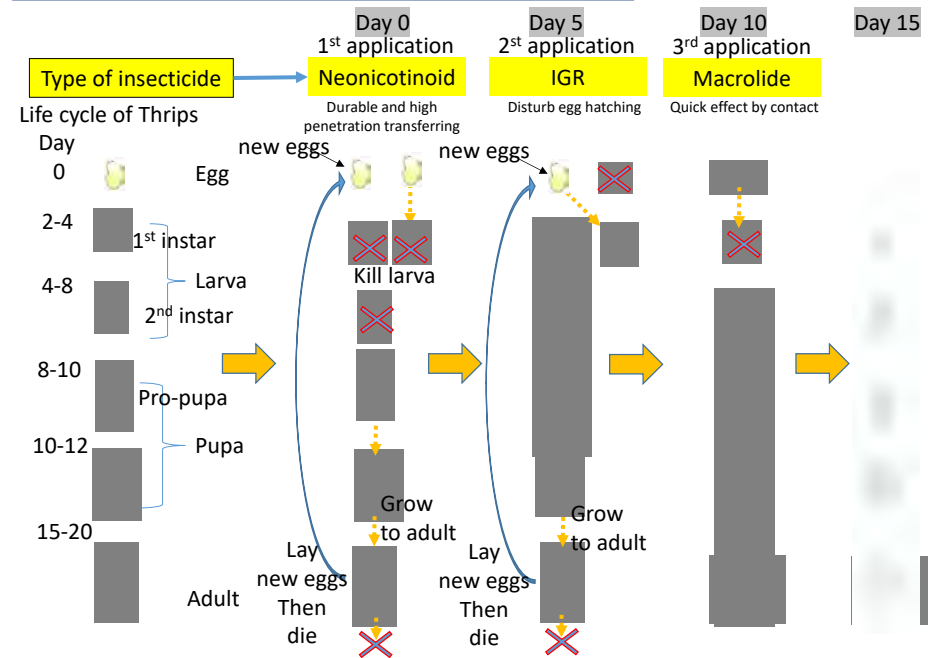 Day 0
Day 5
Day 10
Day 15
1st application
2st application
3rd application
Type of insecticide
Neonicotinoid
IGR
Macrolide
Durable and high
penetration transferring
Disturb egg hatching
Quick effect by contact
Life cycle of Thrips
Day
new eggs
new eggs
0
Egg
2-4
1st instar
Larva
Kill larva
4-8
2nd instar
8-10
Pro-pupa
10-12
Pupa
15-20
Grow
to adult
Grow
to adult
Lay
new eggs
Then
die
Lay
new eggs
Then
die
Adult